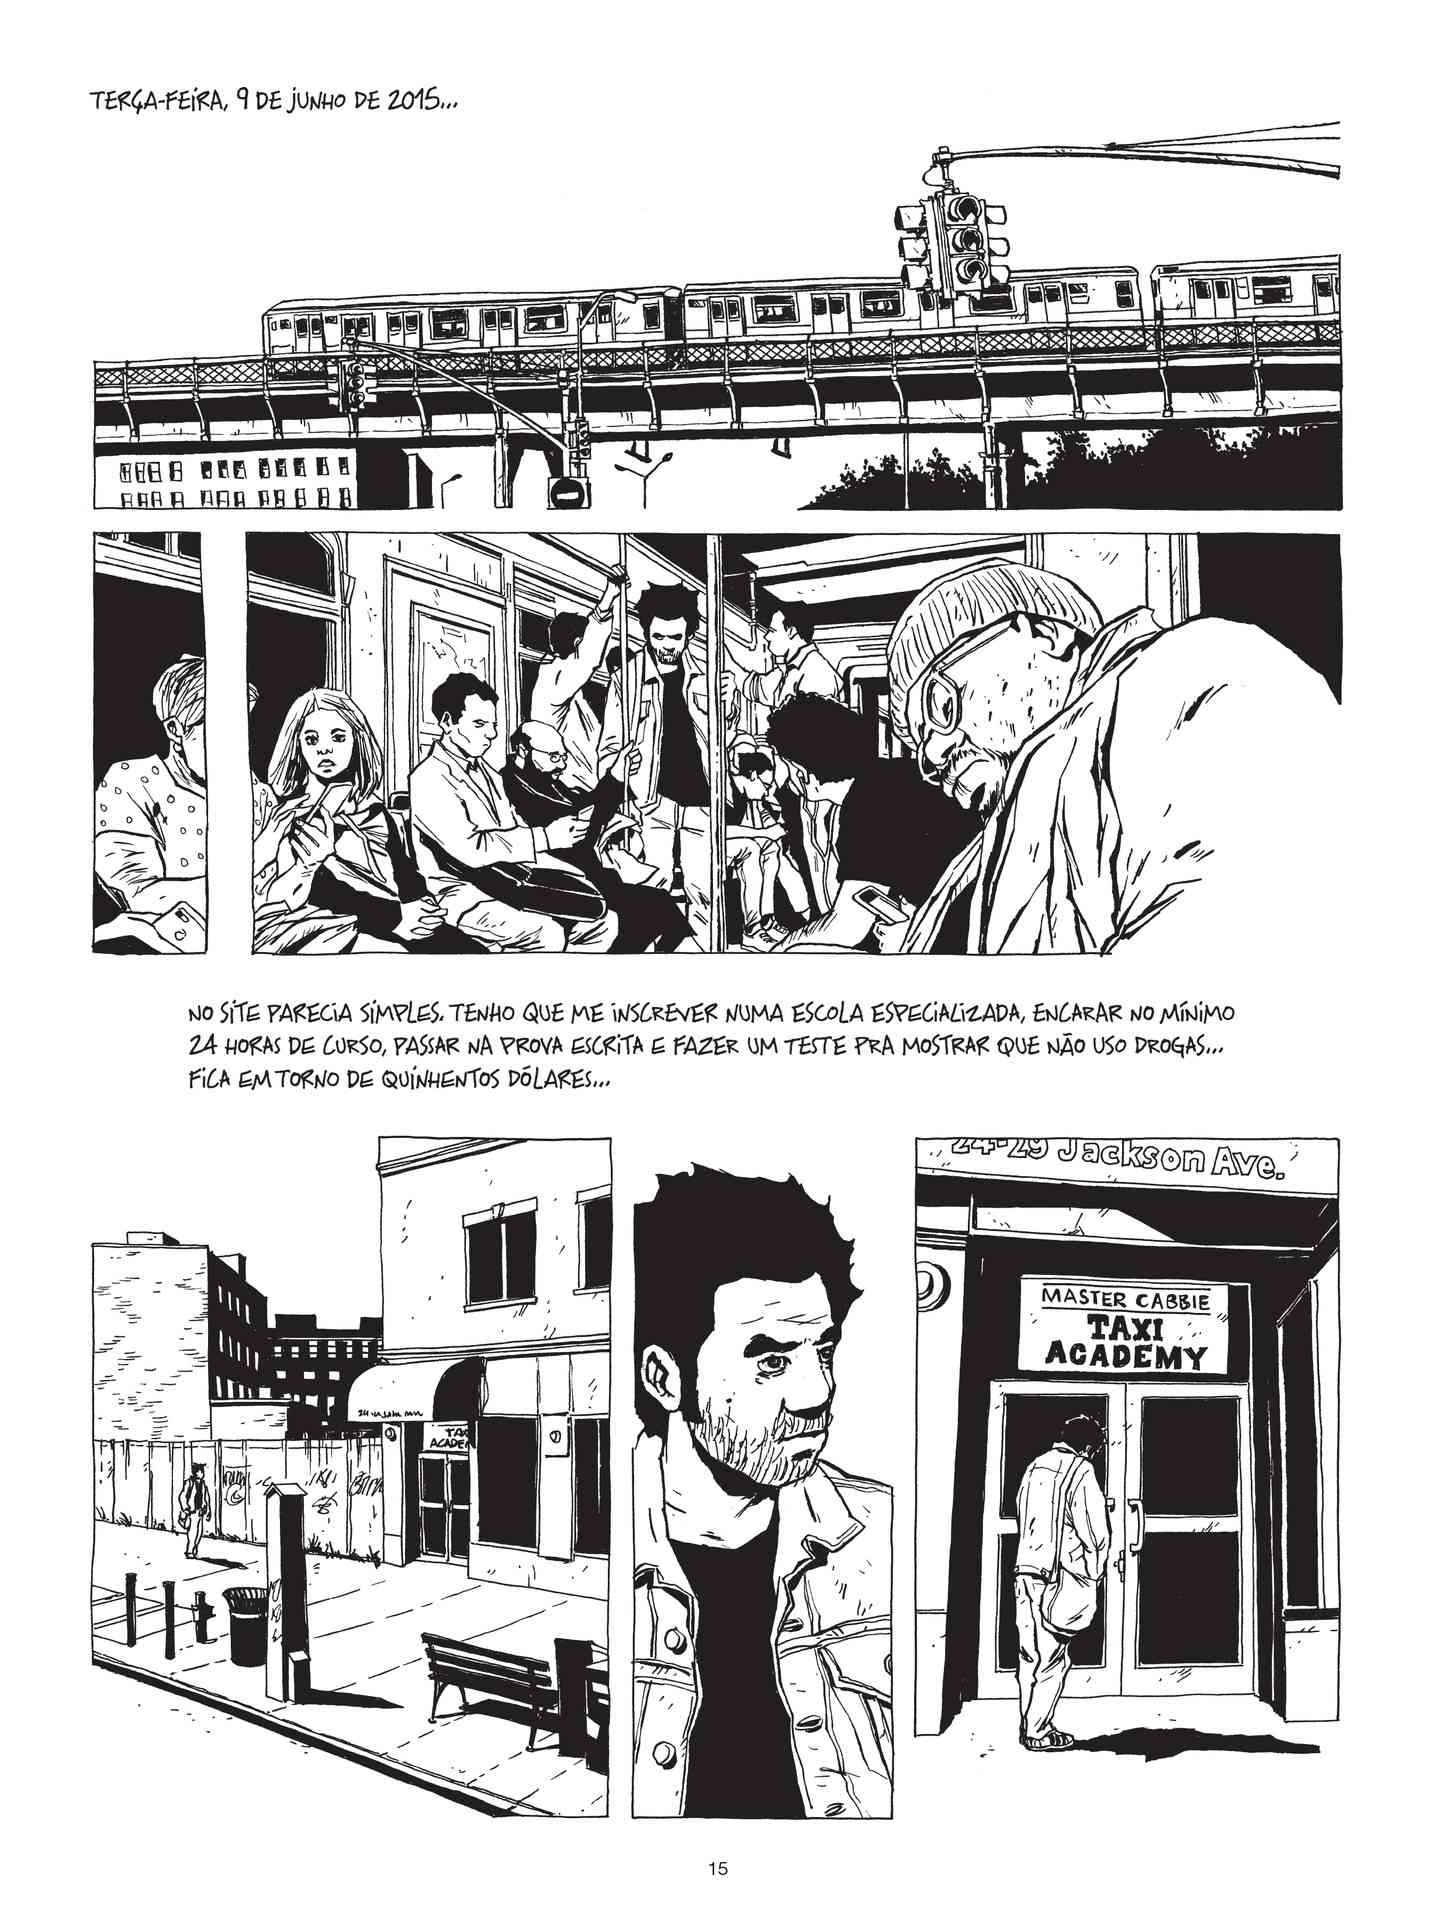 TERÇA-FEIRA, 9 DE JUNHO DE 2015...
NO SITE PARECIA SIMPLES. TENHO QUE ME INSCREVER NUMA ESCOLA ESPECIALIZADA, ENCARAR NO MÍNIMO
24 HORAS DE CURSO, PASSAR NA PROVA ESCRITA E FAZER UM TESTE PRA MOSTRAR QUE NÃO USO DROGAS...
FICA EM TORNO DE QUINHENTOS DÓLARES...
TAXI
ACADEM
24-29 Jackson Ave.
MASTER CABBIE
TAXI
ACADEMY
15